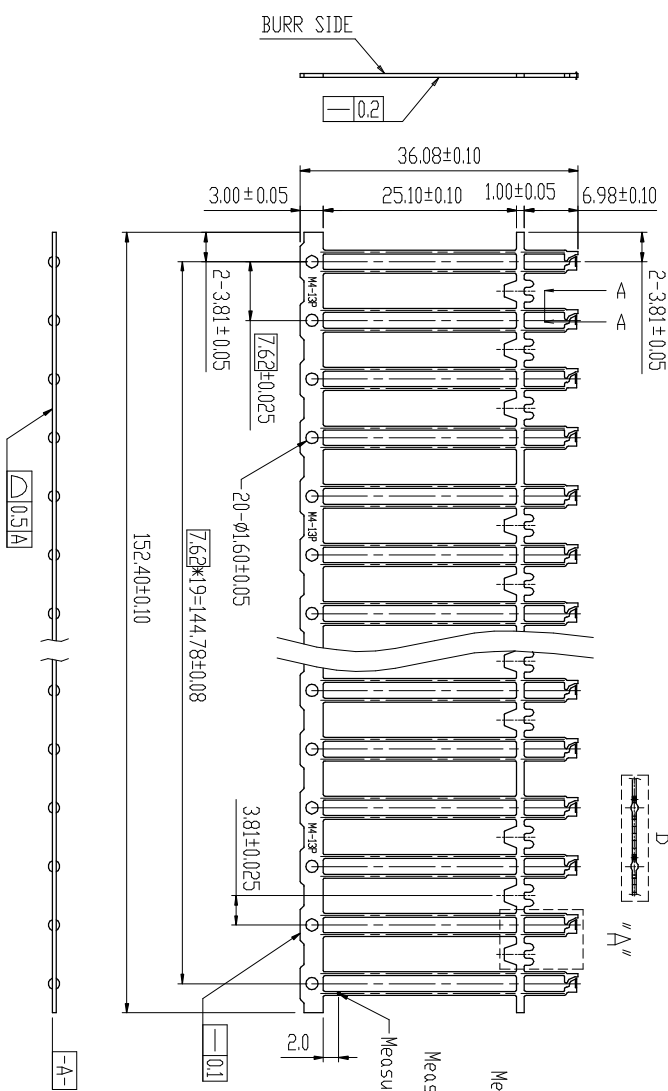 BURR SIDE
— 0.2
36.08±0.10
3.00±0.05
25.10±0.10
1.00±0.05
6.98±0.10
2-3.81±0.05
2-3.81±0.05
A
A
7.62±0.025
M4-13P
M4-13P
M4-13P
20-Ø1.60±0.05
7.62*19=144.78±0.08
152.40±0.10
⌓ 0.5 A
3.81±0.025
D
"A"
— 0.1
2.0
-A-
Me
Meas
Measu